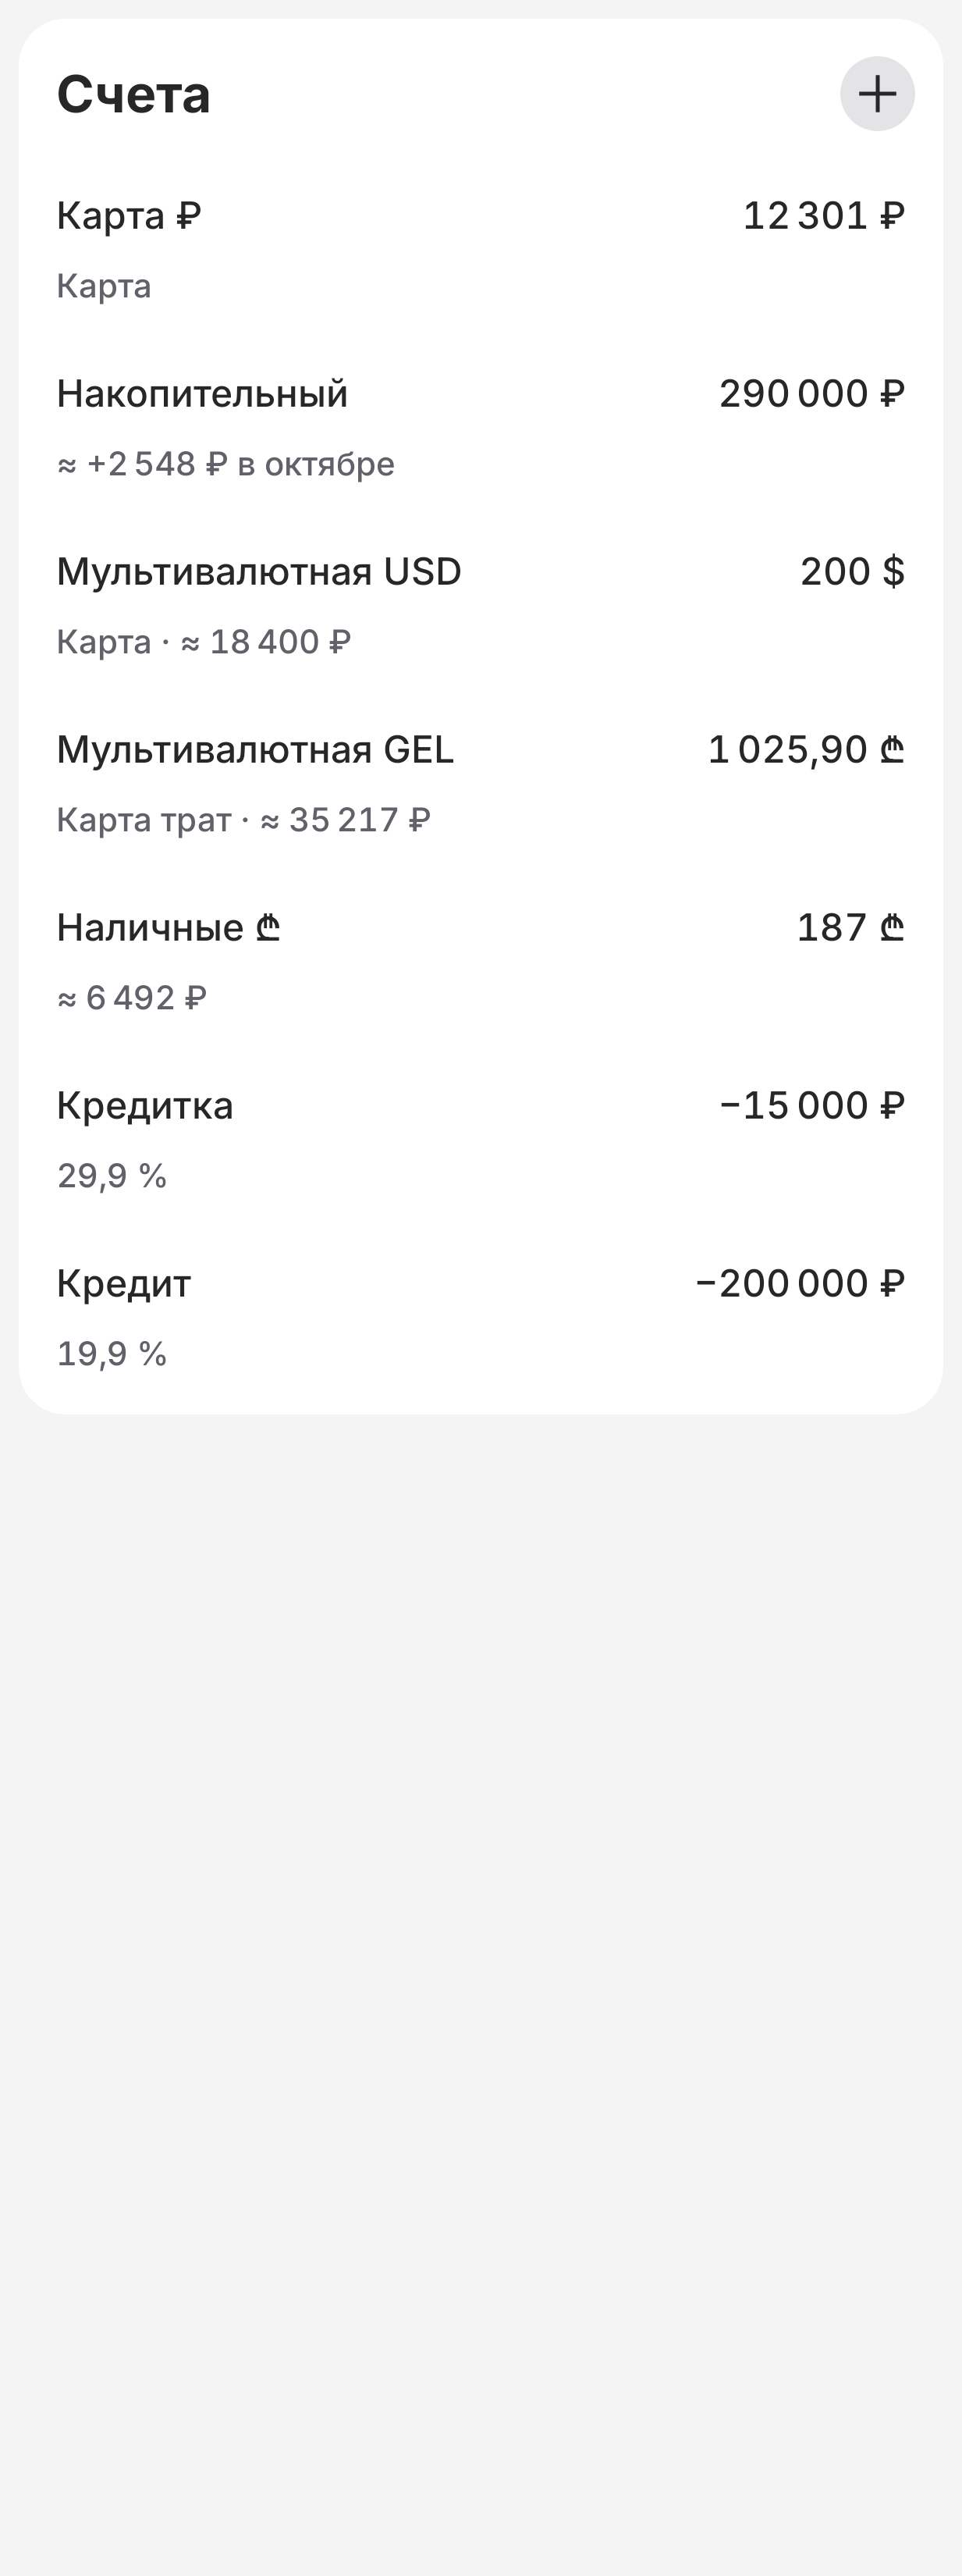 Счета
Карта ₽ 12 301 ₽
Карта
Накопительный 290 000 ₽
≈ +2 548 ₽ в октябре
Мультивалютная USD 200 $
Карта · ≈ 18 400 ₽
Мультивалютная GEL 1 025,90 ₾
Карта трат · ≈ 35 217 ₽
Наличные ₾ 187 ₾
≈ 6 492 ₽
Кредитка −15 000 ₽
29,9 %
Кредит −200 000 ₽
19,9 %